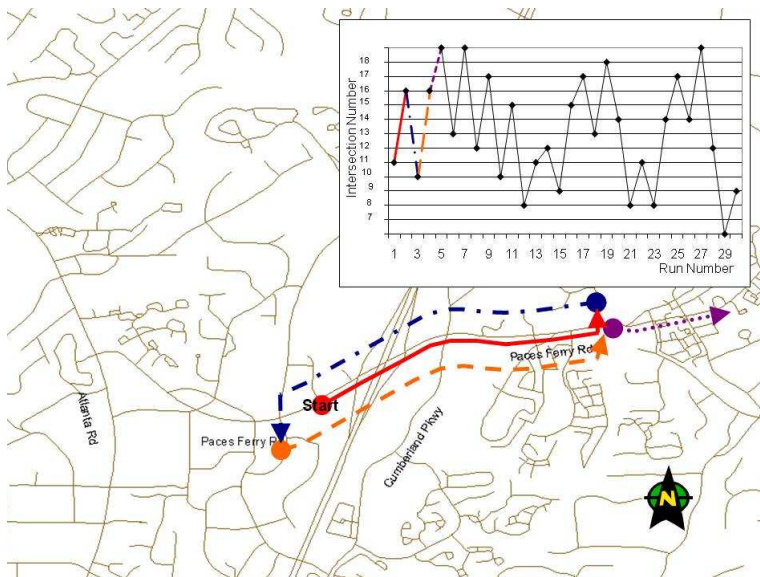 18
17
16
15
14
13
12
11
10
9
8
7
Intersection Number
1 3 5 7 9 11 13 15 17 19 21 23 25 27 29
Run Number
Paces Ferry Rd
Start
Atlanta Rd
Paces Ferry R
Cumberland Pkwy
N